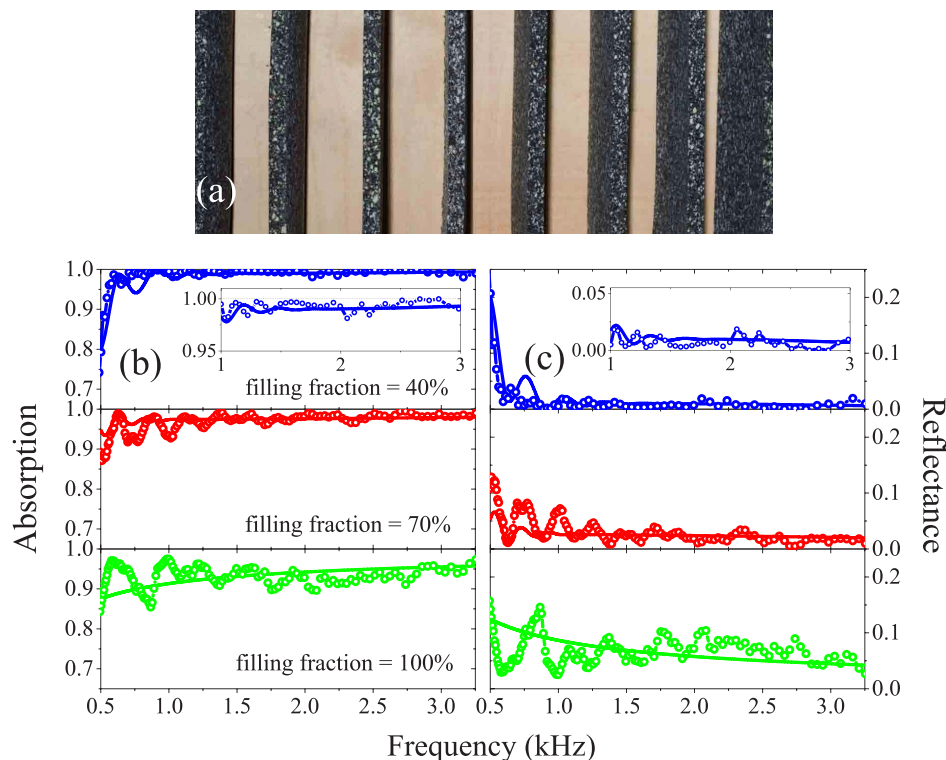 (a)
1.0
0.9
0.8
0.7
1.00
0.95
1 2 3
(b)
filling fraction = 40%
0.05
0.00
1 2 3
(c)
0.2
0.1
0.0
1.0
0.9
0.8
0.7
filling fraction = 70%
0.2
0.1
0.0
1.0
0.9
0.8
0.7
filling fraction = 100%
0.2
0.1
0.0
Absorption
Reflectance
0.5 1.0 1.5 2.0 2.5 3.0
0.5 1.0 1.5 2.0 2.5 3.0
Frequency (kHz)